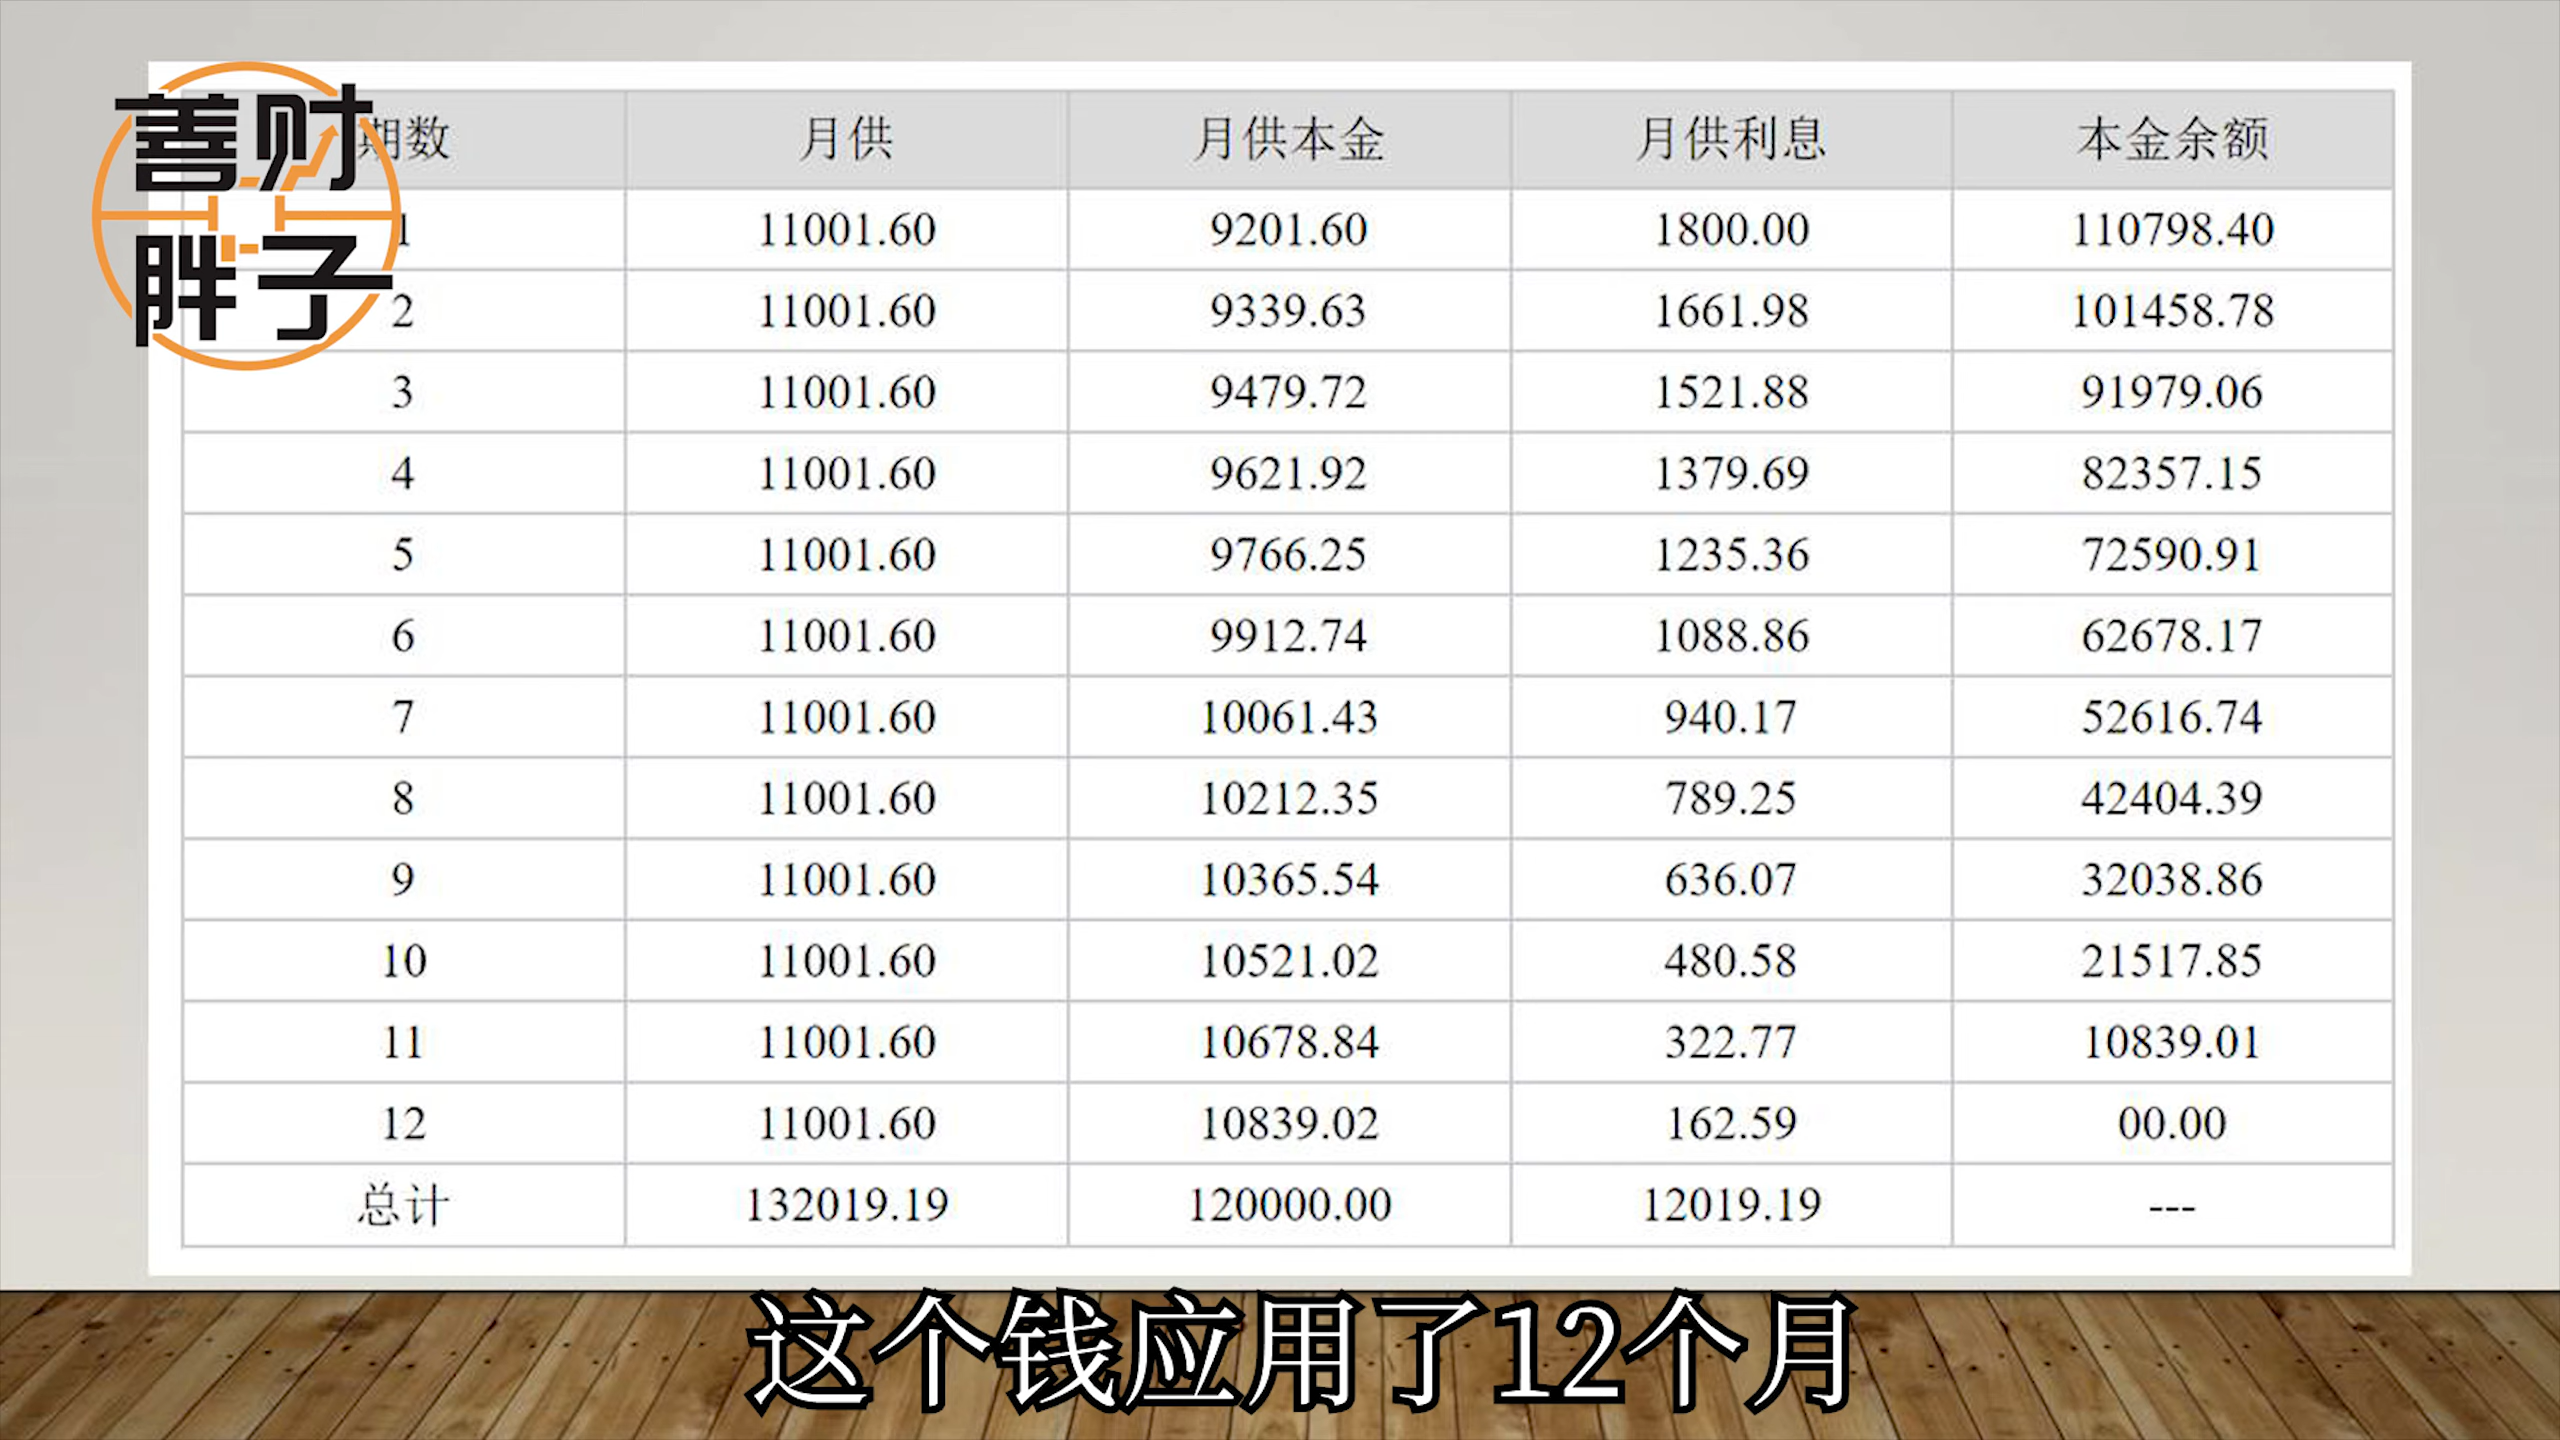 善财
胖子
期数 月供 月供本金 月供利息 本金余额
1 11001.60 9201.60 1800.00 110798.40
2 11001.60 9339.63 1661.98 101458.78
3 11001.60 9479.72 1521.88 91979.06
4 11001.60 9621.92 1379.69 82357.15
5 11001.60 9766.25 1235.36 72590.91
6 11001.60 9912.74 1088.86 62678.17
7 11001.60 10061.43 940.17 52616.74
8 11001.60 10212.35 789.25 42404.39
9 11001.60 10365.54 636.07 32038.86
10 11001.60 10521.02 480.58 21517.85
11 11001.60 10678.84 322.77 10839.01
12 11001.60 10839.02 162.59 00.00
总计 132019.19 120000.00 12019.19 ---
这个钱应用了12个月